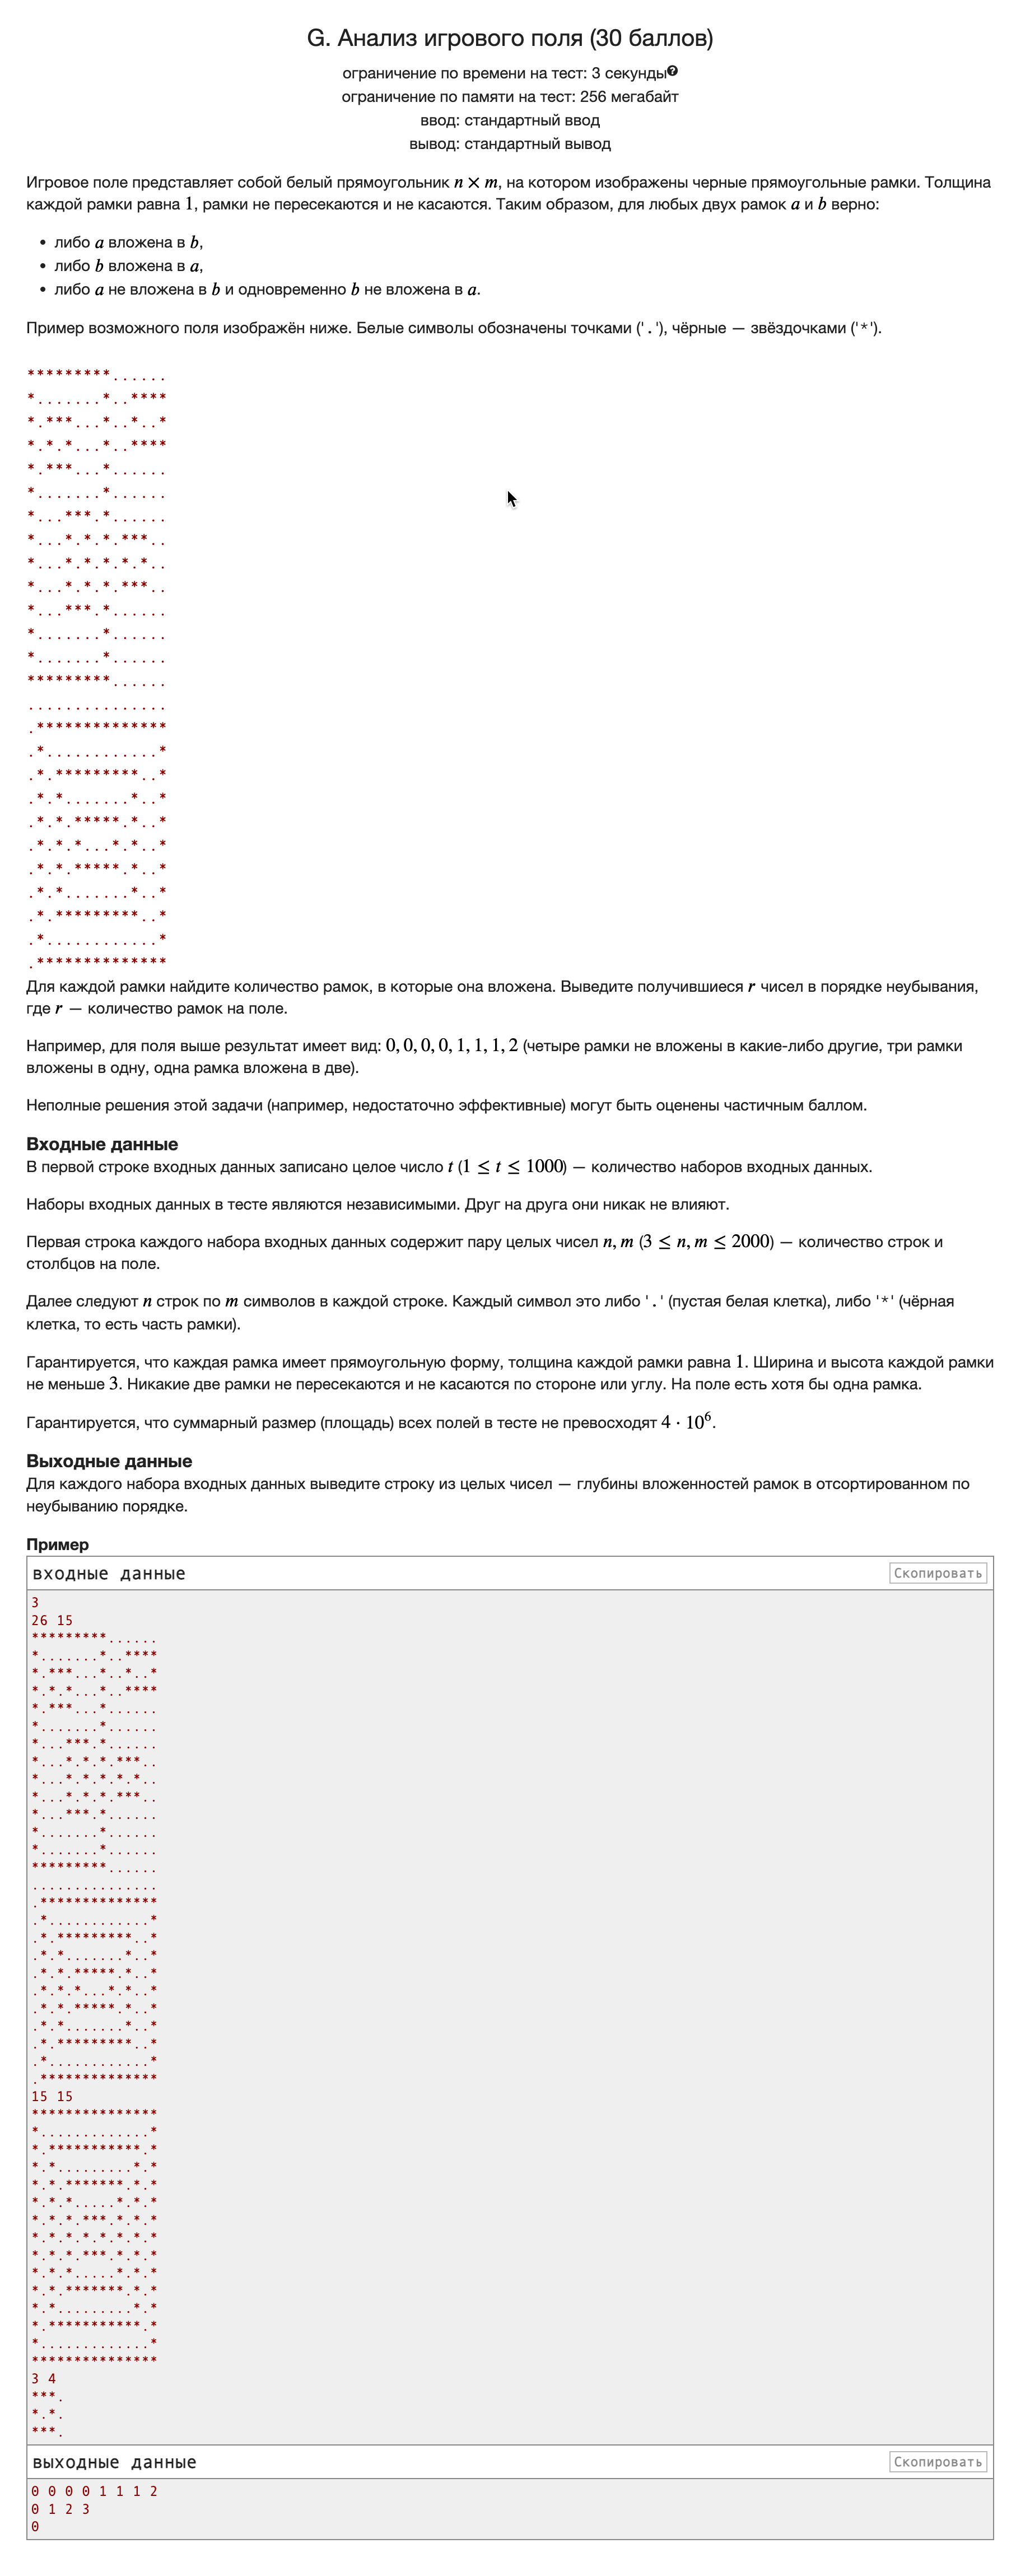 G. Анализ игрового поля (30 баллов)
ограничение по времени на тест: 3 секунды
ограничение по памяти на тест: 256 мегабайт
ввод: стандартный ввод
вывод: стандартный вывод
Игровое поле представляет собой белый прямоугольник n × m, на котором изображены черные прямоугольные рамки. Толщина
каждой рамки равна 1, рамки не пересекаются и не касаются. Таким образом, для любых двух рамок a и b верно:
• либо a вложена в b,
• либо b вложена в a,
• либо a не вложена в b и одновременно b не вложена в a.
Пример возможного поля изображён ниже. Белые символы обозначены точками ('.'), чёрные — звёздочками ('*').
*********......
*.......*..****
*.***...*..*..*
*.*.*...*..****
*.***...*......
*.......*......
*...***.*......
*...*.*.*.***..
*...*.*.*.*.*..
*...*.*.*.***..
*...***.*......
*.......*......
*.......*......
*********......
...............
.**************
.*............*
.*.*********..*
.*.*.......*..*
.*.*.*****.*..*
.*.*.*...*.*..*
.*.*.*****.*..*
.*.*.......*..*
.*.*********..*
.*............*
.**************
Для каждой рамки найдите количество рамок, в которые она вложена. Выведите получившиеся r чисел в порядке неубывания,
где r — количество рамок на поле.
Например, для поля выше результат имеет вид: 0, 0, 0, 0, 1, 1, 1, 2 (четыре рамки не вложены в какие-либо другие, три рамки
вложены в одну, одна рамка вложена в две).
Неполные решения этой задачи (например, недостаточно эффективные) могут быть оценены частичным баллом.
Входные данные
В первой строке входных данных записано целое число t (1 ≤ t ≤ 1000) — количество наборов входных данных.
Наборы входных данных в тесте являются независимыми. Друг на друга они никак не влияют.
Первая строка каждого набора входных данных содержит пару целых чисел n, m (3 ≤ n, m ≤ 2000) — количество строк и
столбцов на поле.
Далее следуют n строк по m символов в каждой строке. Каждый символ это либо '.' (пустая белая клетка), либо '*' (чёрная
клетка, то есть часть рамки).
Гарантируется, что каждая рамка имеет прямоугольную форму, толщина каждой рамки равна 1. Ширина и высота каждой рамки
не меньше 3. Никакие две рамки не пересекаются и не касаются по стороне или углу. На поле есть хотя бы одна рамка.
Гарантируется, что суммарный размер (площадь) всех полей в тесте не превосходят 4 · 10⁶.
Выходные данные
Для каждого набора входных данных выведите строку из целых чисел — глубины вложенностей рамок в отсортированном по
неубыванию порядке.
Пример
входные данные Скопировать
3
26 15
*********......
*.......*..****
*.***...*..*..*
*.*.*...*..****
*.***...*......
*.......*......
*...***.*......
*...*.*.*.***..
*...*.*.*.*.*..
*...*.*.*.***..
*...***.*......
*.......*......
*.......*......
*********......
...............
.**************
.*............*
.*.*********..*
.*.*.......*..*
.*.*.*****.*..*
.*.*.*...*.*..*
.*.*.*****.*..*
.*.*.......*..*
.*.*********..*
.*............*
.**************
15 15
***************
*.............*
*.***********.*
*.*.........*.*
*.*.*******.*.*
*.*.*.....*.*.*
*.*.*.***.*.*.*
*.*.*.*.*.*.*.*
*.*.*.***.*.*.*
*.*.*.....*.*.*
*.*.*******.*.*
*.*.........*.*
*.***********.*
*.............*
***************
3 4
***.
*.*.
***.
выходные данные Скопировать
0 0 0 0 1 1 1 2
0 1 2 3
0